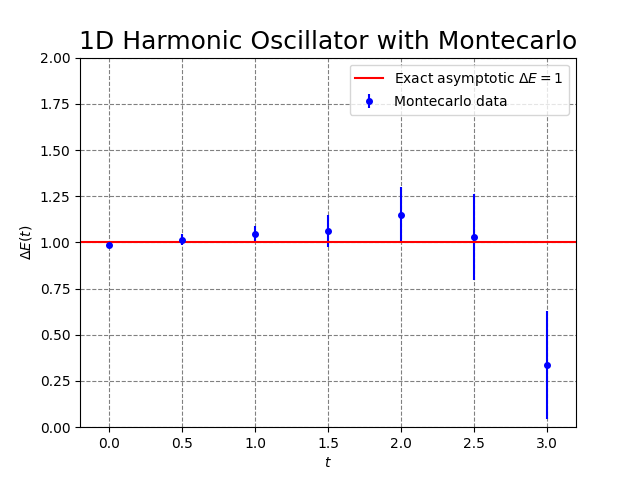 1D Harmonic Oscillator with Montecarlo
2.00
1.75
1.50
1.25
1.00
0.75
0.50
0.25
0.00
ΔE(t)
Exact asymptotic ΔE = 1
Montecarlo data
0.0 0.5 1.0 1.5 2.0 2.5 3.0
t